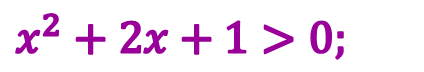 x² + 2x + 1 > 0;